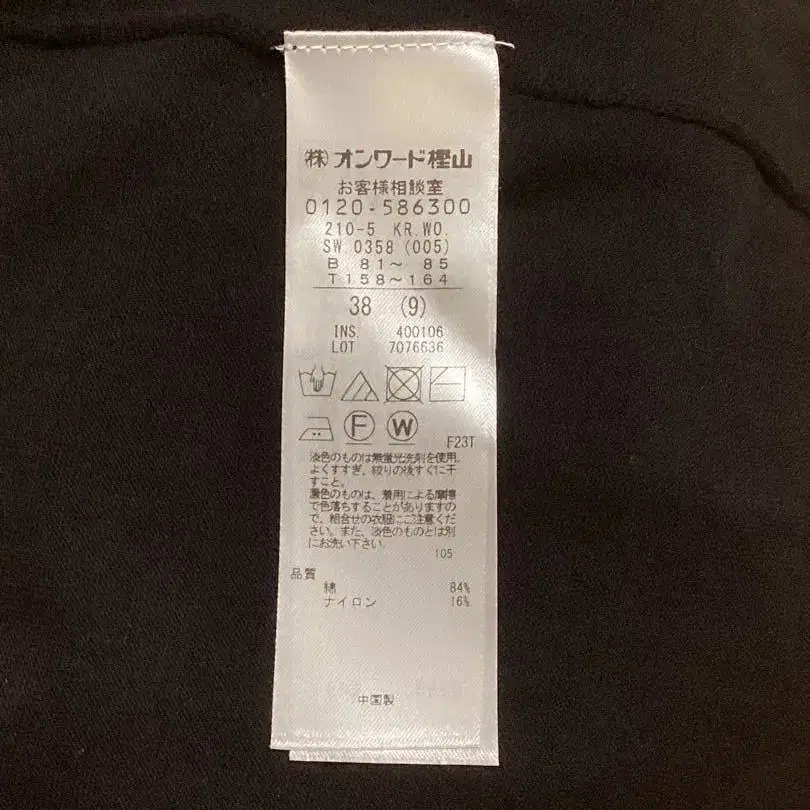 ㈱オンワード樫山
お客様相談室
0120-586300
210-5 KR.WO.
SW 0358 (005)
B 81～ 85
T158～164
38 (9)
INS. 400106
LOT 7076636
F W
F23T
淡色のものは無蛍光洗剤を使用。
よくすすぎ、絞りの後すぐに干
すこと。
濃色のものは、着用による摩擦
で色落ちすることがありますの
で、組合せの衣服にご注意くだ
さい。また、淡色のものとは別
にお洗い下さい。
105
品質
綿 84%
ナイロン 16%
中国製